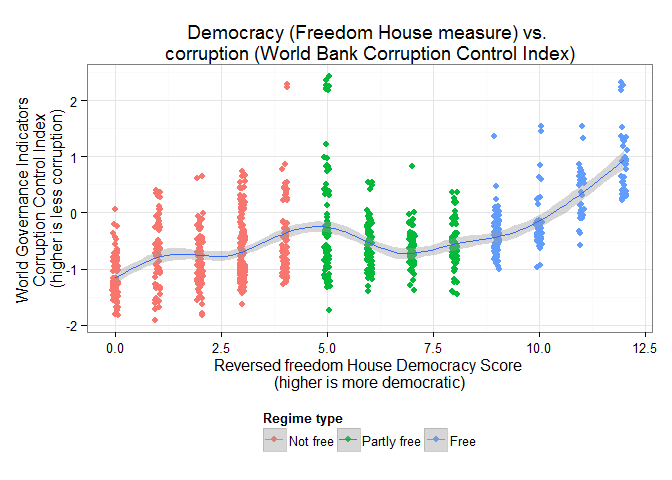 Democracy (Freedom House measure) vs.
corruption (World Bank Corruption Control Index)
World Governance Indicators
Corruption Control Index
(higher is less corruption)
2
1
0
-1
-2
0.0 2.5 5.0 7.5 10.0 12.5
Reversed freedom House Democracy Score
(higher is more democratic)
Regime type
Not free Partly free Free